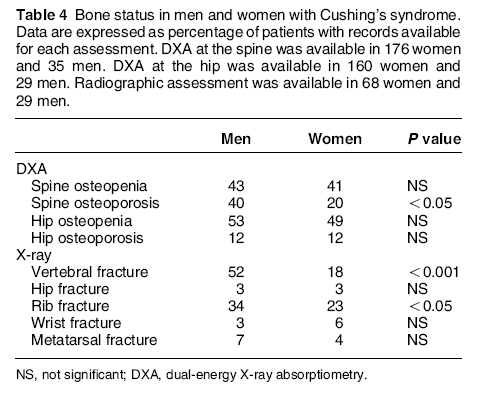 Table 4 Bone status in men and women with Cushing's syndrome.
Data are expressed as percentage of patients with records available
for each assessment. DXA at the spine was available in 176 women
and 35 men. DXA at the hip was available in 160 women and
29 men. Radiographic assessment was available in 68 women and
29 men.
Men Women P value
DXA
Spine osteopenia 43 41 NS
Spine osteoporosis 40 20 <0.05
Hip osteopenia 53 49 NS
Hip osteoporosis 12 12 NS
X-ray
Vertebral fracture 52 18 <0.001
Hip fracture 3 3 NS
Rib fracture 34 23 <0.05
Wrist fracture 3 6 NS
Metatarsal fracture 7 4 NS
NS, not significant; DXA, dual-energy X-ray absorptiometry.